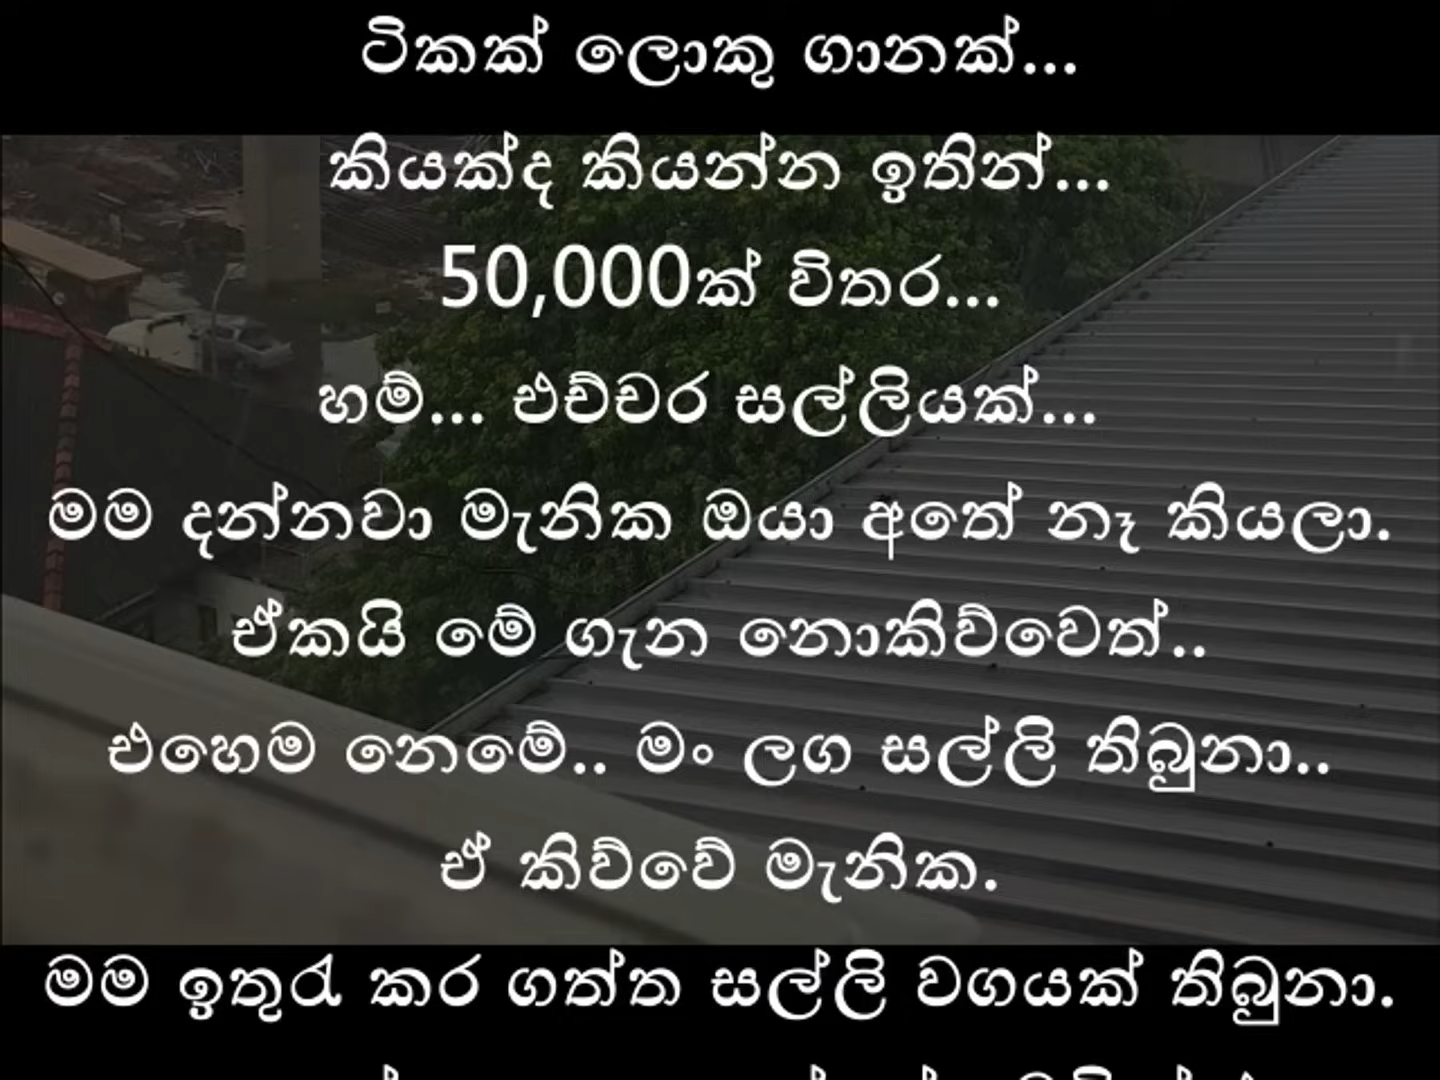 ටිකක් ලොකු ගානක්...
කියක්ද කියන්න ඉතින්...
50,000ක් විතර...
හම්... එච්චර සල්ලියක්...
මම දන්නවා මැනික ඔයා අතේ නෑ කියලා.
ඒකයි මේ ගැන නොකිව්වෙත්..
එහෙම නෙමේ.. මං ලග සල්ලි තිබුනා..
ඒ කිව්වේ මැනික.
මම ඉතුරැ කර ගත්ත සල්ලි වගයක් තිබුනා.